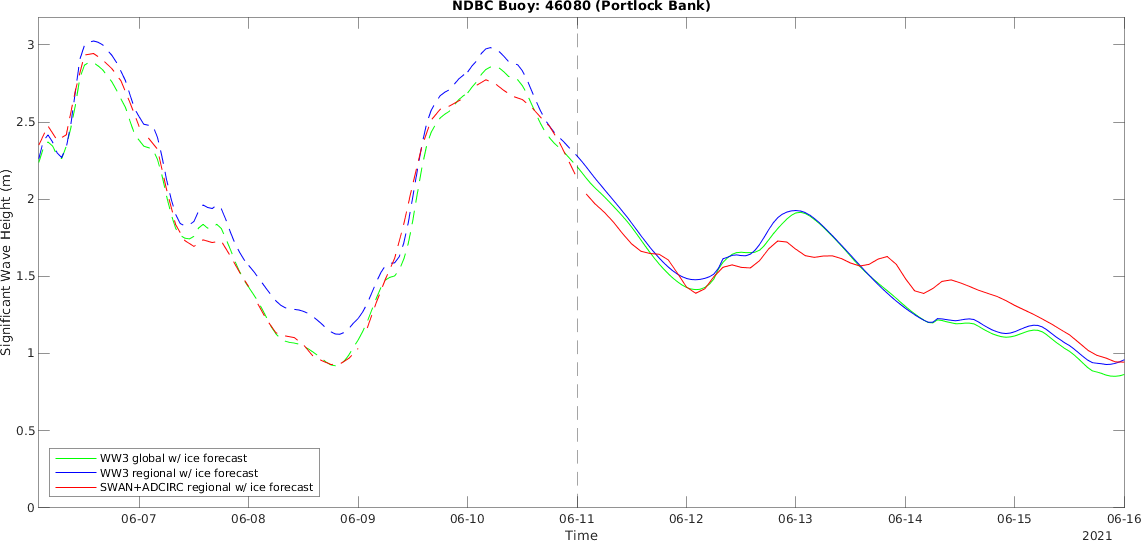 NDBC Buoy: 46080 (Portlock Bank)
3
2.5
2
1.5
1
0.5
0
Significant Wave Height (m)
WW3 global w/ ice forecast
WW3 regional w/ ice forecast
SWAN+ADCIRC regional w/ ice forecast
06-07 06-08 06-09 06-10 06-11 06-12 06-13 06-14 06-15 06-16
Time
2021